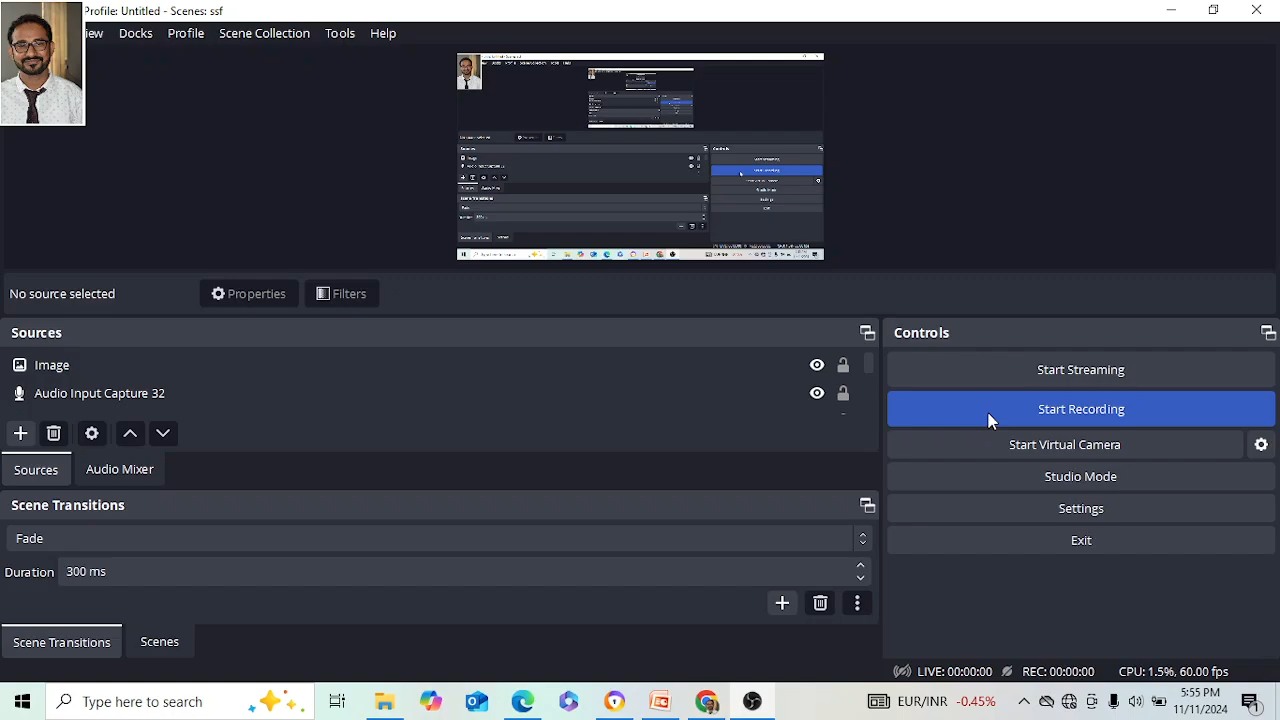 Profile: Untitled - Scenes: ssf
ew Docks Profile Scene Collection Tools Help
No source selected
Properties
Filters
Sources
Image
Audio Input Capture 32
Sources
Audio Mixer
Scene Transitions
Fade
Duration 300 ms
Scene Transitions
Scenes
Controls
Start Streaming
Start Recording
Start Virtual Camera
Studio Mode
Settings
Exit
LIVE: 00:00:00 REC: 00:00:00 CPU: 1.5%, 60.00 fps
Type here to search
EUR/INR -0.45%
5:55 PM
11/11/2024
1